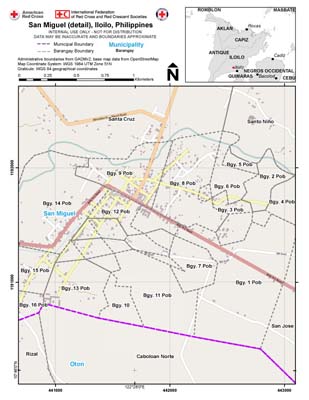 American Red Cross
International Federation
of Red Cross and Red Crescent Societies
San Miguel (detail), Iloilo, Philippines
INTERNAL USE ONLY - NOT FOR DISTRIBUTION
DATA MAY BE INACCURATE AND BOUNDARIES APPROXIMATE
Municipal Boundary
Barangay Boundary
Municipality
Barangay
Administrative boundaries from GADMv2, base map data from OpenStreetMap
Map Coordinate System: WGS 1984 UTM Zone 51N
Graticule: WGS 84 geographical coordinates
0 0.25 0.5 0.75 1
Kilometers
N
ROMBLON
MASBATE
AKLAN
Roxas
CAPIZ
ANTIQUE
ILOILO
Cadiz
Iloilo
NEGROS OCCIDENTAL
GUIMARAS
Bacolod
CEBU
Santa Cruz
Santo Niño
Bgy. 5 Pob
Bgy. 9 Pob
Bgy. 2 Pob
Bgy. 8 Pob
Bgy. 6 Pob
Bgy. 14 Pob
Bgy. 4 Pob
San Miguel
Bgy. 12 Pob
Bgy. 3 Pob
Bgy. 7 Pob
Bgy. 15 Pob
Bgy. 1 Pob
Bgy. 13 Pob
Bgy. 11 Pob
Bgy. 16 Pob
Bgy. 10
San Jose
Rizal
Caboloan Norte
Oton
441000
442000
443000